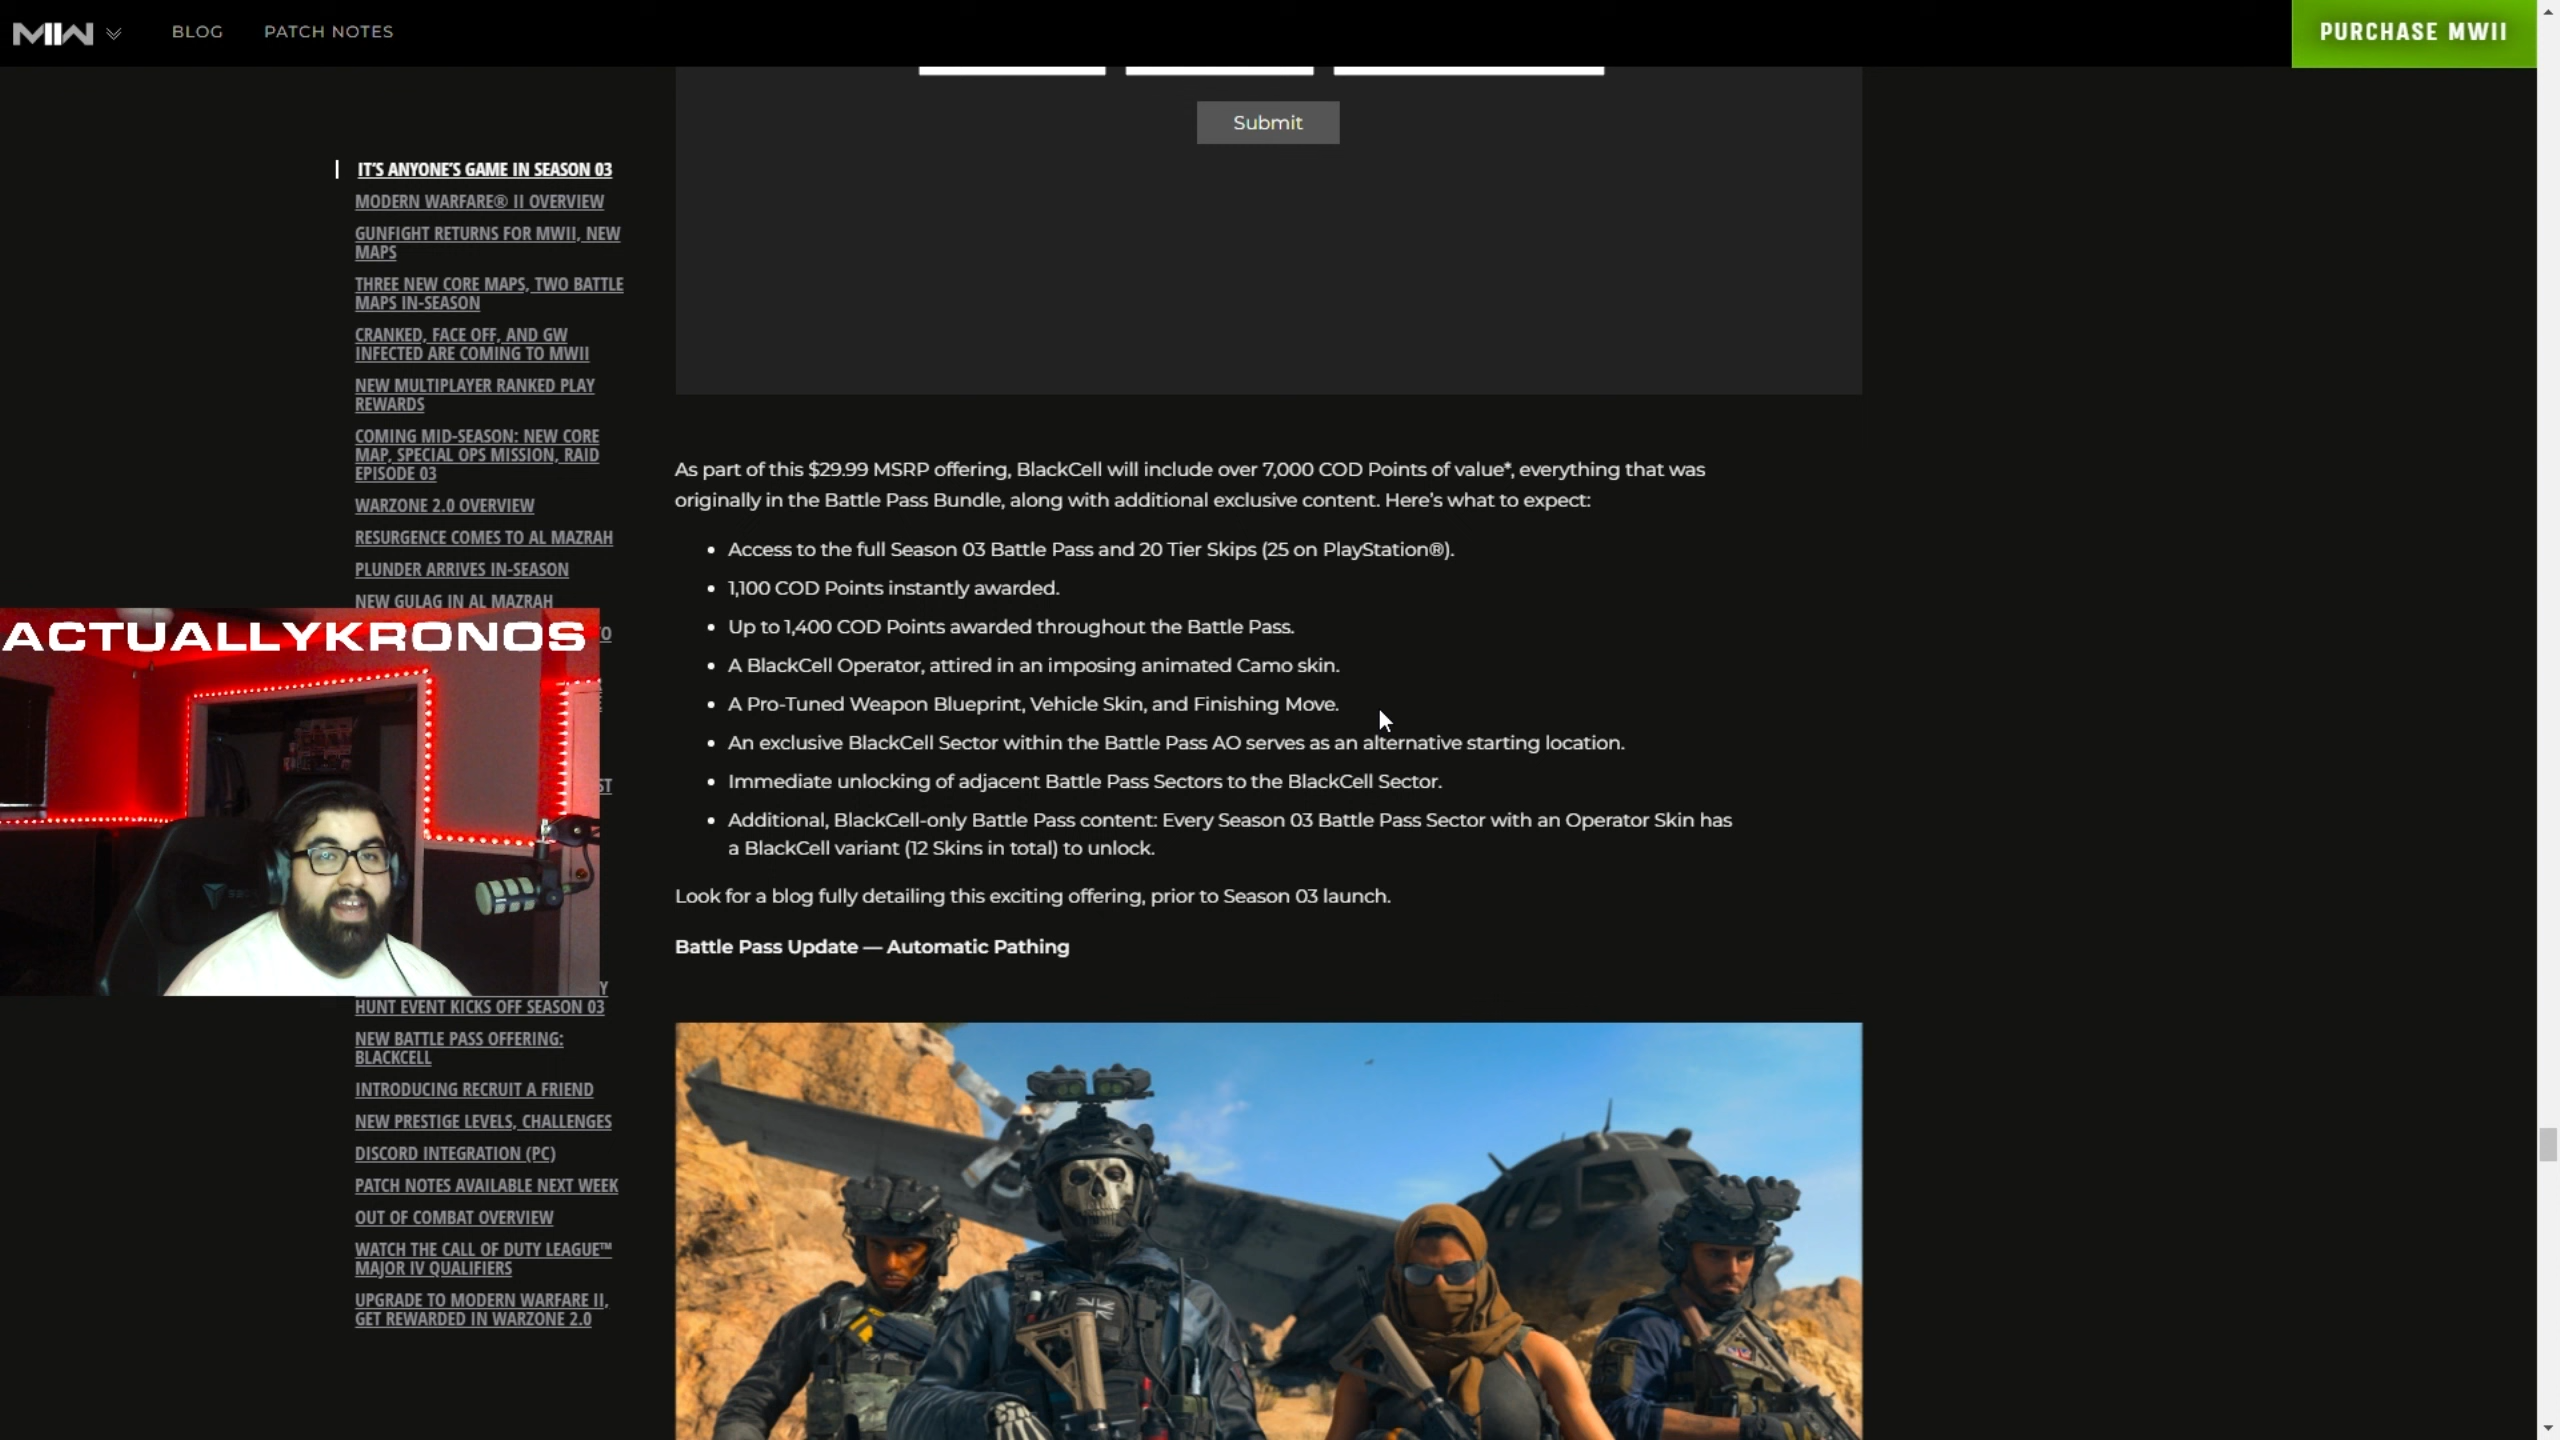 MW
BLOG
PATCH NOTES
PURCHASE MWII
Submit
IT'S ANYONE'S GAME IN SEASON 03
MODERN WARFARE® II OVERVIEW
GUNFIGHT RETURNS FOR MWII, NEW
MAPS
THREE NEW CORE MAPS, TWO BATTLE
MAPS IN-SEASON
CRANKED, FACE OFF, AND GW
INFECTED ARE COMING TO MWII
NEW MULTIPLAYER RANKED PLAY
REWARDS
COMING MID-SEASON: NEW CORE
MAP, SPECIAL OPS MISSION, RAID
EPISODE 03
WARZONE 2.0 OVERVIEW
RESURGENCE COMES TO AL MAZRAH
PLUNDER ARRIVES IN-SEASON
NEW GULAG IN AL MAZRAH
ACTUALLYKRONOS
HUNT EVENT KICKS OFF SEASON 03
NEW BATTLE PASS OFFERING:
BLACKCELL
INTRODUCING RECRUIT A FRIEND
NEW PRESTIGE LEVELS, CHALLENGES
DISCORD INTEGRATION (PC)
PATCH NOTES AVAILABLE NEXT WEEK
OUT OF COMBAT OVERVIEW
WATCH THE CALL OF DUTY LEAGUE™
MAJOR IV QUALIFIERS
UPGRADE TO MODERN WARFARE II,
GET REWARDED IN WARZONE 2.0
As part of this $29.99 MSRP offering, BlackCell will include over 7,000 COD Points of value*, everything that was
originally in the Battle Pass Bundle, along with additional exclusive content. Here's what to expect:
• Access to the full Season 03 Battle Pass and 20 Tier Skips (25 on PlayStation®).
• 1,100 COD Points instantly awarded.
• Up to 1,400 COD Points awarded throughout the Battle Pass.
• A BlackCell Operator, attired in an imposing animated Camo skin.
• A Pro-Tuned Weapon Blueprint, Vehicle Skin, and Finishing Move.
• An exclusive BlackCell Sector within the Battle Pass AO serves as an alternative starting location.
• Immediate unlocking of adjacent Battle Pass Sectors to the BlackCell Sector.
• Additional, BlackCell-only Battle Pass content: Every Season 03 Battle Pass Sector with an Operator Skin has
a BlackCell variant (12 Skins in total) to unlock.
Look for a blog fully detailing this exciting offering, prior to Season 03 launch.
Battle Pass Update — Automatic Pathing